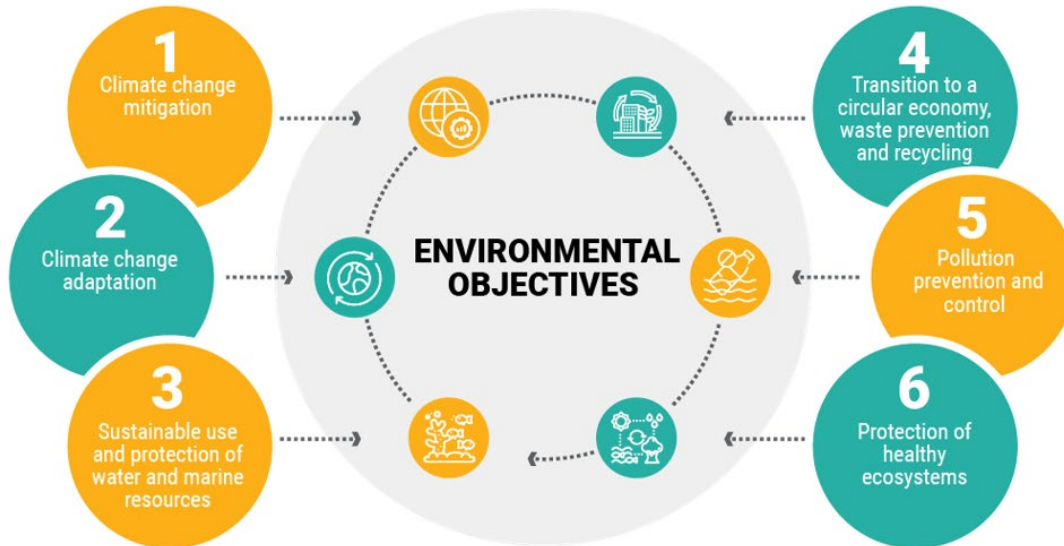 1
Climate change
mitigation
2
Climate change
adaptation
3
Sustainable use
and protection of
water and marine
resources
ENVIRONMENTAL
OBJECTIVES
4
Transition to a
circular economy,
waste prevention
and recycling
5
Pollution
prevention and
control
6
Protection of
healthy
ecosystems